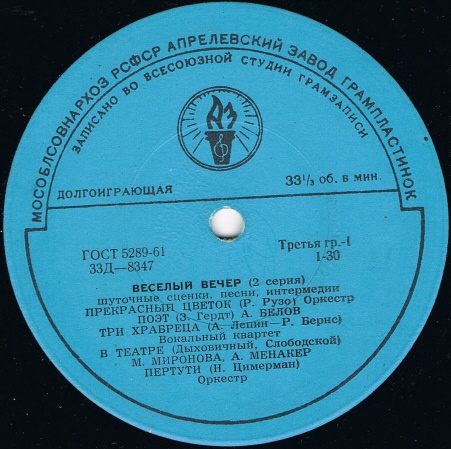 МОСОБЛСОВНАРХОЗ РСФСР АПРЕЛЕВСКИЙ ЗАВОД ГРАМПЛАСТИНОК
ЗАПИСАНО ВО ВСЕСОЮЗНОЙ СТУДИИ ГРАМЗАПИСИ
АЗ
ДОЛГОИГРАЮЩАЯ
33⅓ об. в мин.
ГОСТ 5289-61
33Д—8347
Третья гр.-I
1-30
ВЕСЕЛЫЙ ВЕЧЕР (2 серия)
шуточные сценки, песни, интермедии
ПРЕКРАСНЫЙ ЦВЕТОК (Р. Рузо) Оркестр
ПОЭТ (З. Гердт) А. БЕЛОВ
ТРИ ХРАБРЕЦА (А. Лепин—Р. Бернс)
Вокальный квартет
В ТЕАТРЕ (Дыховичный, Слободской)
М. МИРОНОВА, А. МЕНАКЕР
ПЕРТУТИ (Н. Цимерман)
Оркестр